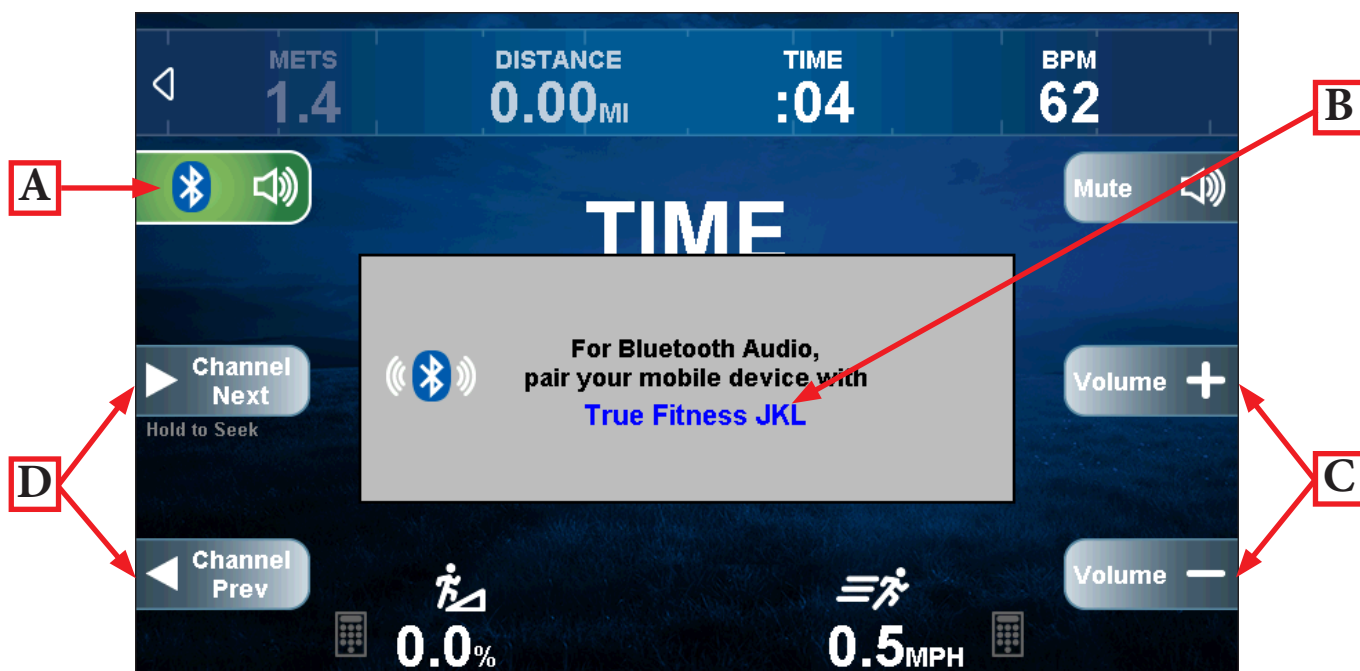 METS DISTANCE TIME BPM
1.4 0.00MI :04 62
B
A
Mute
TIME
For Bluetooth Audio,
pair your mobile device with
True Fitness JKL
Channel
Next
Hold to Seek
Volume +
D
C
Channel
Prev
Volume −
0.0%
0.5MPH